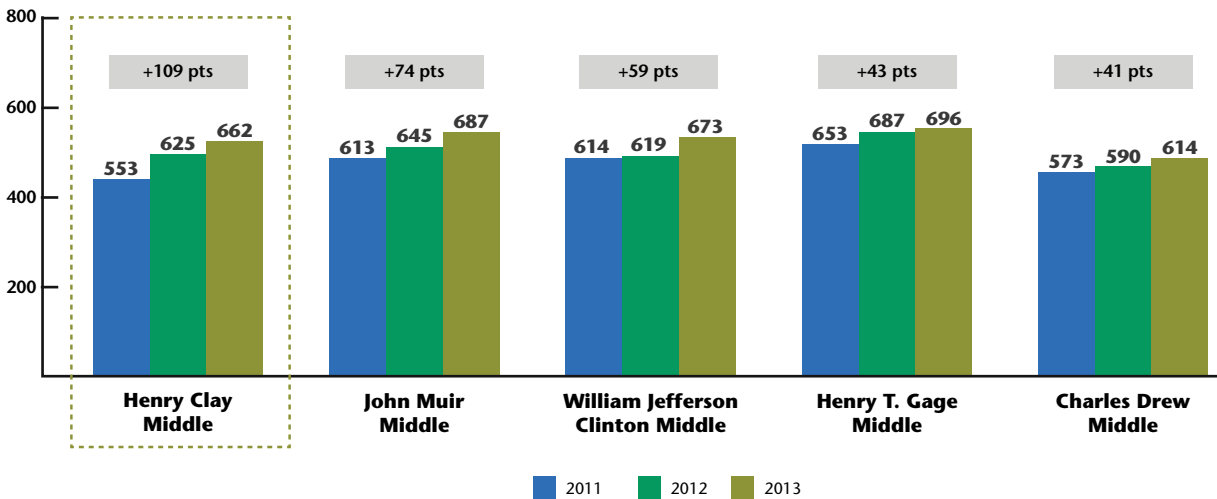 800
600
400
200
+109 pts
+74 pts
+59 pts
+43 pts
+41 pts
553
625
662
613
645
687
614
619
673
653
687
696
573
590
614
Henry Clay
Middle
John Muir
Middle
William Jefferson
Clinton Middle
Henry T. Gage
Middle
Charles Drew
Middle
2011
2012
2013